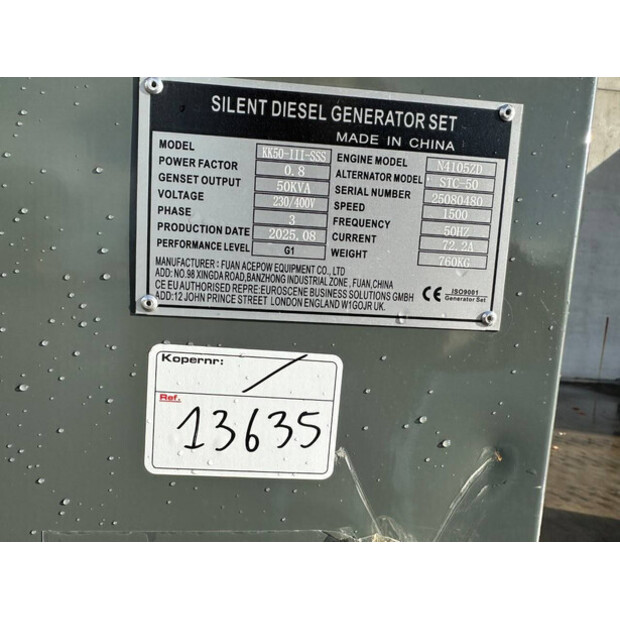 SILENT DIESEL GENERATOR SET
MADE IN CHINA
MODEL KK50-III-SSS ENGINE MODEL N4105ZD
POWER FACTOR 0.8 ALTERNATOR MODEL STC-50
GENSET OUTPUT 50KVA SERIAL NUMBER 25080480
VOLTAGE 230/400V SPEED 1500
PHASE 3 FREQUENCY 50HZ
PRODUCTION DATE 2025.08 CURRENT 72.2A
PERFORMANCE LEVEL G1 WEIGHT 760KG
MANUFACTURER : FUAN ACEPOW EQUIPMENT CO., LTD
ADD: NO.98 XINGDAROAD,BANZHONG INDUSTRIAL ZONE , FUAN,CHINA
CE EU AUTHORISED REPRE:EUROSCENE BUSINESS SOLUTIONS GMBH
ADD:12 JOHN PRINCE STREET LONDON ENGLAND W1GOJR UK.
CE ISO9001
Generator Set
Kopernr: /
Ref.
13635